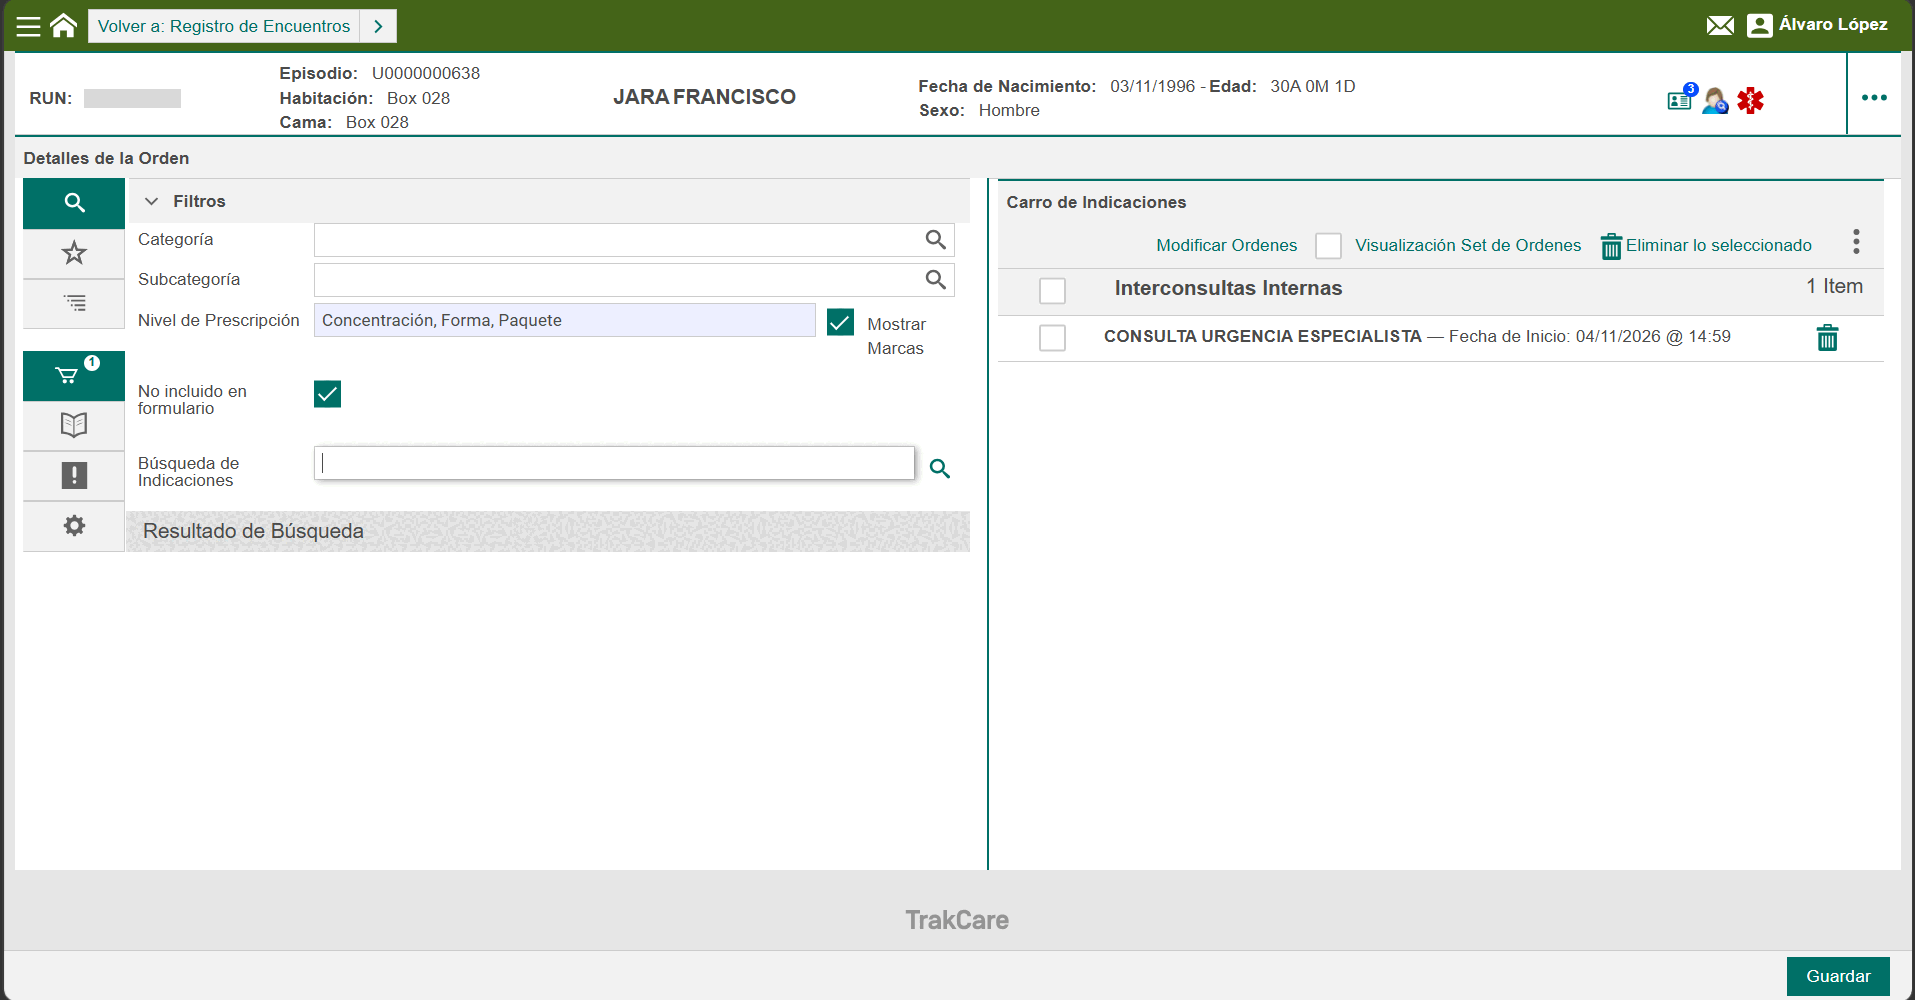 Volver a: Registro de Encuentros
Álvaro López
RUN:
Episodio: U0000000638
Habitación: Box 028
Cama: Box 028
JARA FRANCISCO
Fecha de Nacimiento: 03/11/1996 - Edad: 30A 0M 1D
Sexo: Hombre
3
Detalles de la Orden
Filtros
Categoría
Subcategoría
Nivel de Prescripción
Concentración, Forma, Paquete
Mostrar
Marcas
1
No incluido en
formulario
Búsqueda de
Indicaciones
Resultado de Búsqueda
Carro de Indicaciones
Modificar Ordenes
Visualización Set de Ordenes
Eliminar lo seleccionado
Interconsultas Internas
1 Item
CONSULTA URGENCIA ESPECIALISTA — Fecha de Inicio: 04/11/2026 @ 14:59
TrakCare
Guardar